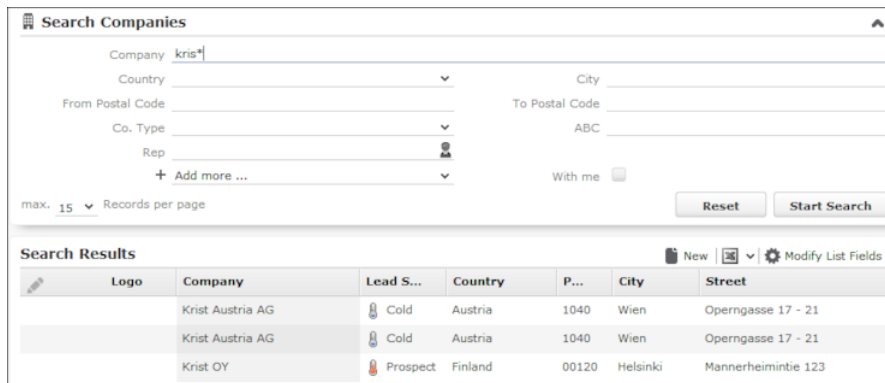 Search Companies
Company kris*
Country City
From Postal Code To Postal Code
Co. Type ABC
Rep
+ Add more ... With me
max. 15 Records per page Reset Start Search
Search Results New Modify List Fields
Logo Company Lead S... Country P... City Street
Krist Austria AG Cold Austria 1040 Wien Operngasse 17 - 21
Krist Austria AG Cold Austria 1040 Wien Operngasse 17 - 21
Krist OY Prospect Finland 00120 Helsinki Mannerheimintie 123